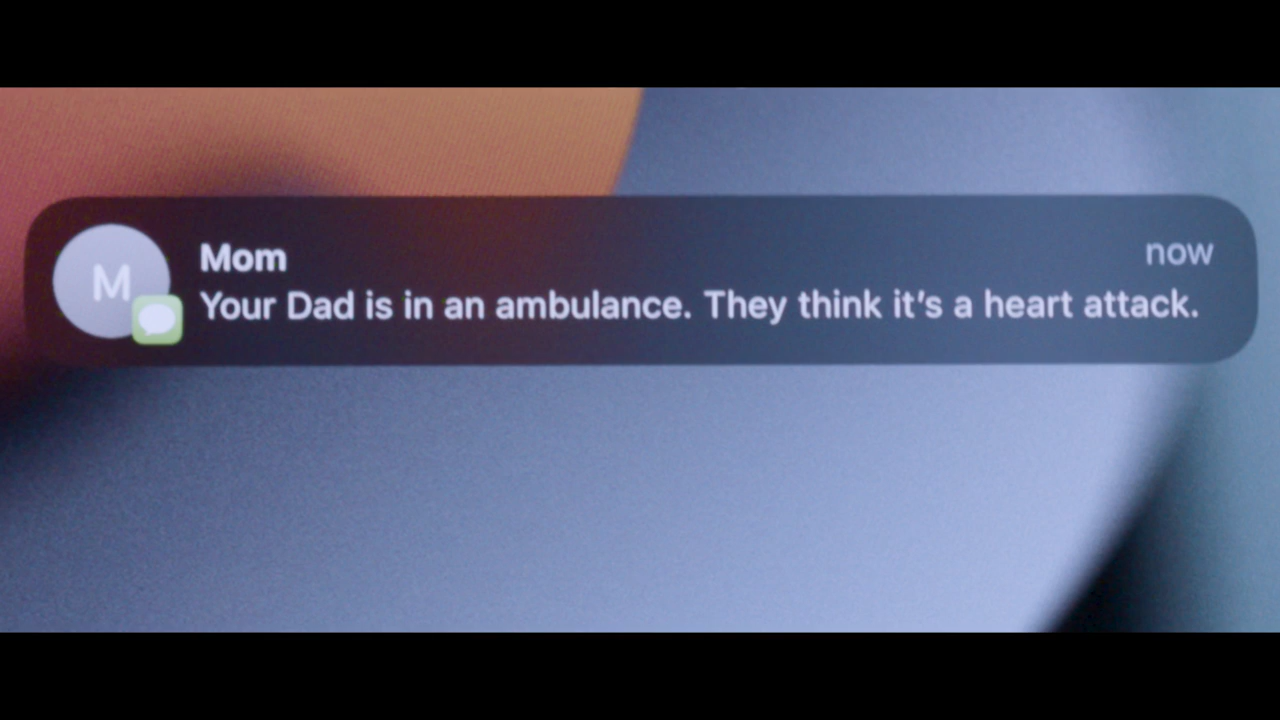 M
Mom
now
Your Dad is in an ambulance. They think it’s a heart attack.